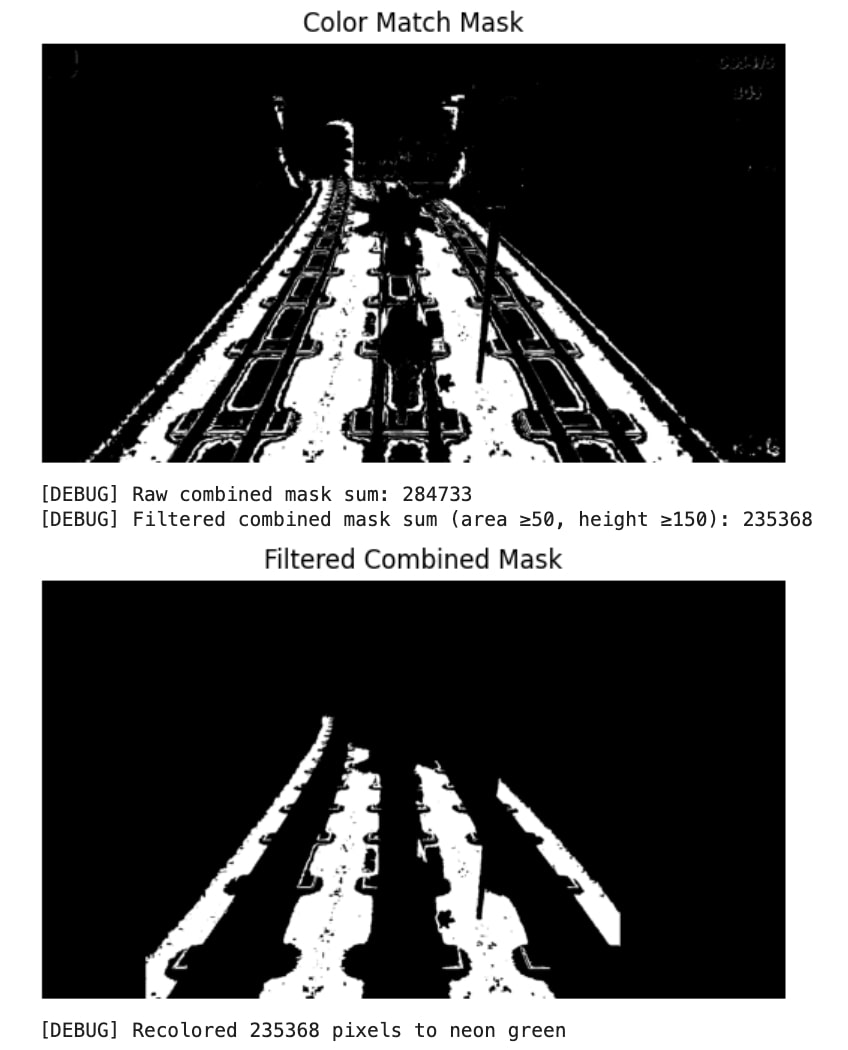 Color Match Mask
[DEBUG] Raw combined mask sum: 284733
[DEBUG] Filtered combined mask sum (area ≥50, height ≥150): 235368
Filtered Combined Mask
[DEBUG] Recolored 235368 pixels to neon green